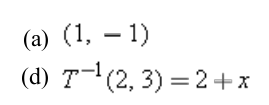 (a) (1, −1)
(d) T⁻¹(2, 3) = 2 + x